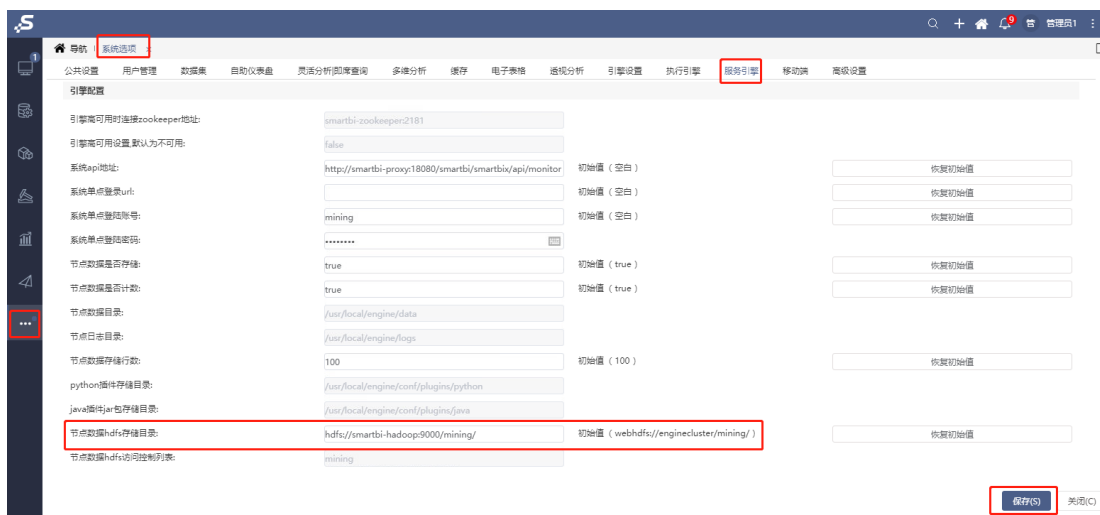 S
9
管 管理员1
1
导航 系统选项 x
公共设置 用户管理 数据集 自助仪表盘 灵活分析|即席查询 多维分析 缓存 电子表格 透视分析 引擎设置 执行引擎 服务引擎 移动端 高级设置
引擎配置
引擎高可用时连接zookeeper地址: smartbi-zookeeper:2181
引擎高可用设置,默认为不可用: false
系统api地址: http://smartbi-proxy:18080/smartbi/smartbix/api/monitor 初始值 ( 空白 ) 恢复初始值
系统单点登录url: 初始值 ( 空白 ) 恢复初始值
系统单点登陆账号: mining 初始值 ( 空白 ) 恢复初始值
系统单点登陆密码: ••••••••
节点数据是否存储: true 初始值 ( true ) 恢复初始值
节点数据是否计数: true 初始值 ( true ) 恢复初始值
节点数据目录: /usr/local/engine/data
节点日志目录: /usr/local/engine/logs
节点数据存储行数: 100 初始值 ( 100 ) 恢复初始值
python插件存储目录: /usr/local/engine/conf/plugins/python
java插件jar包存储目录: /usr/local/engine/conf/plugins/java
节点数据hdfs存储目录: hdfs://smartbi-hadoop:9000/mining/ 初始值 ( webhdfs://enginecluster/mining/ ) 恢复初始值
节点数据hdfs访问控制列表: mining
保存(S) 关闭(C)